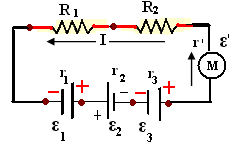 R₁ R₂
I
r' ε'
M
r₁ r₂ r₃
− + + − − +
ε₁ ε₂ ε₃